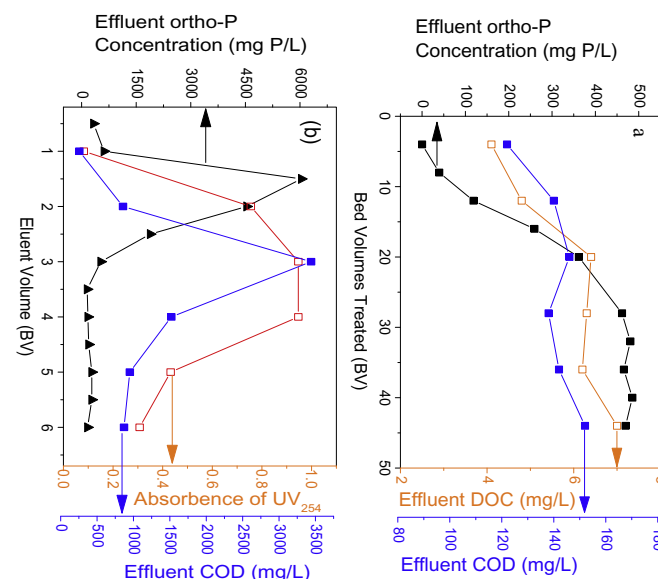 Effluent ortho-P
Concentration (mg P/L)
0 1500 3000 4500 6000
(b)
1
2
3
4
5
6
Eluent Volume (BV)
0.0 0.2 0.4 0.6 0.8 1.0
Absorbence of UV254
0 500 1000 1500 2000 2500 3000 3500
Effluent COD (mg/L)
Effluent ortho-P
Concentration (mg P/L)
0 100 200 300 400 500
a
0
10
20
30
40
50
Bed Volumes Treated (BV)
2 4 6 8
Effluent DOC (mg/L)
80 100 120 140 160 180
Effluent COD (mg/L)